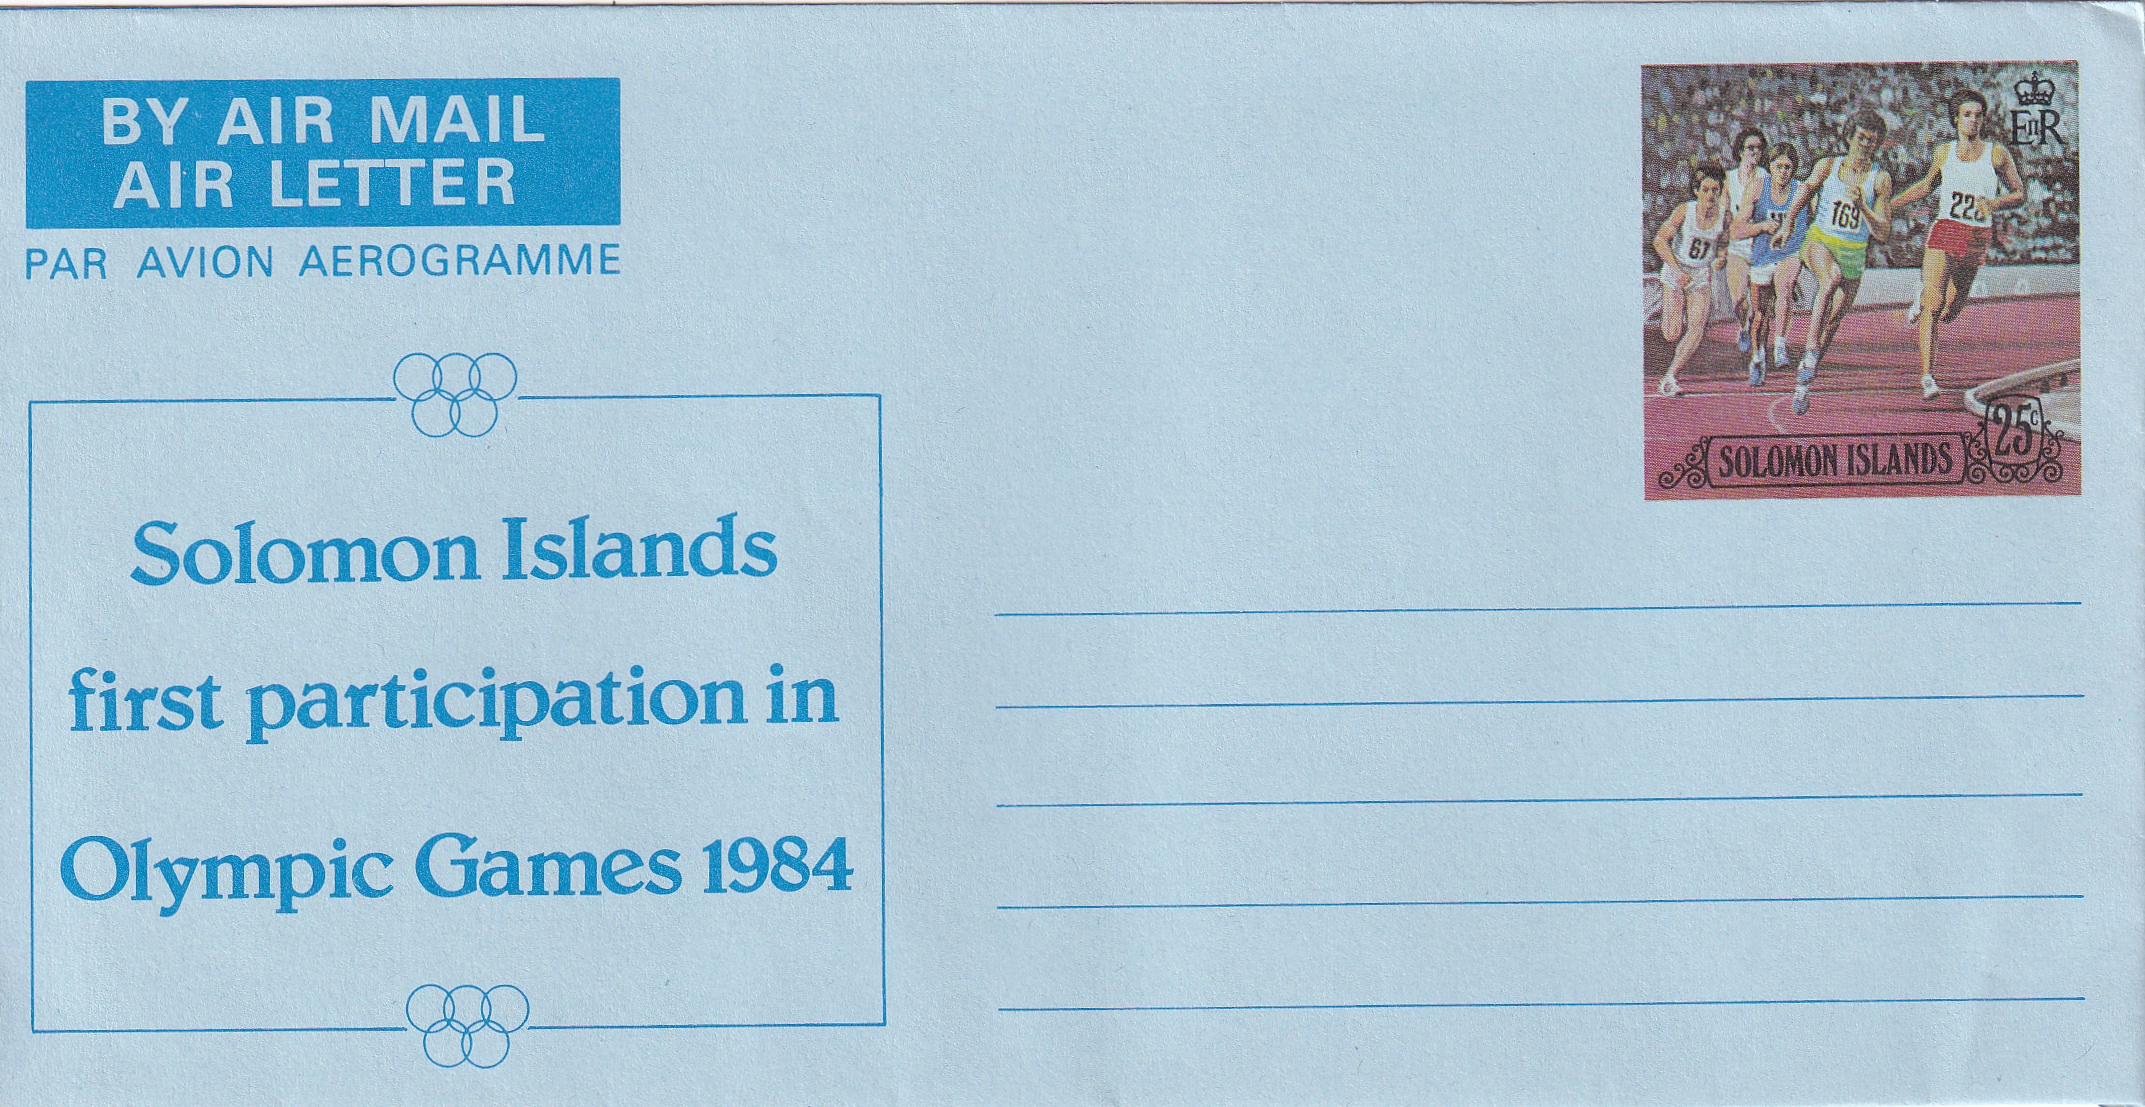 BY AIR MAIL
AIR LETTER
PAR AVION AEROGRAMME
Solomon Islands
first participation in
Olympic Games 1984
EIIR
61
169
SOLOMON ISLANDS
25c